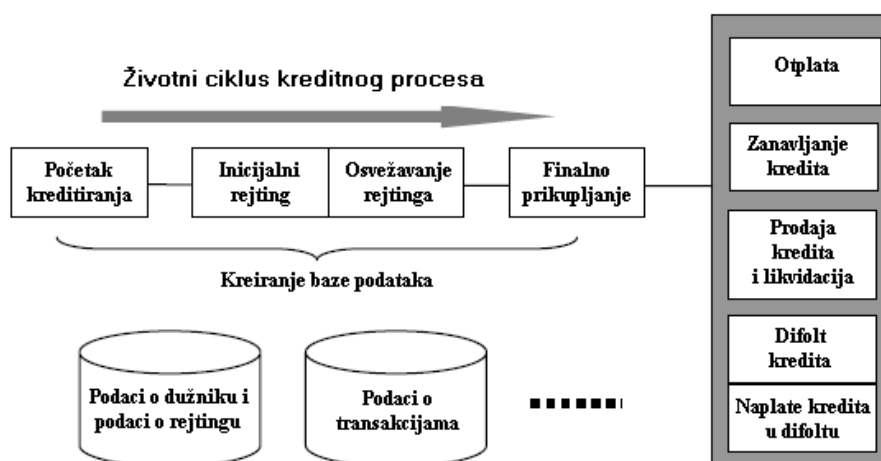 Životni ciklus kreditnog procesa
Početak
kreditiranja
Inicijalni
rejting
Osvežavanje
rejtinga
Finalno
prikupljanje
Kreiranje baze podataka
Podaci o dužniku i
podaci o rejtingu
Podaci o
transakcijama
Otplata
Zanavljanje
kredita
Prodaja
kredita
i likvidacija
Difolt
kredita
Naplate kredita
u difoltu